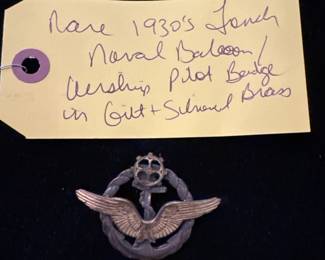 Rare 1930's French
Naval Balloon/
Airship Pilot Badge
in Gilt + Silvered Brass